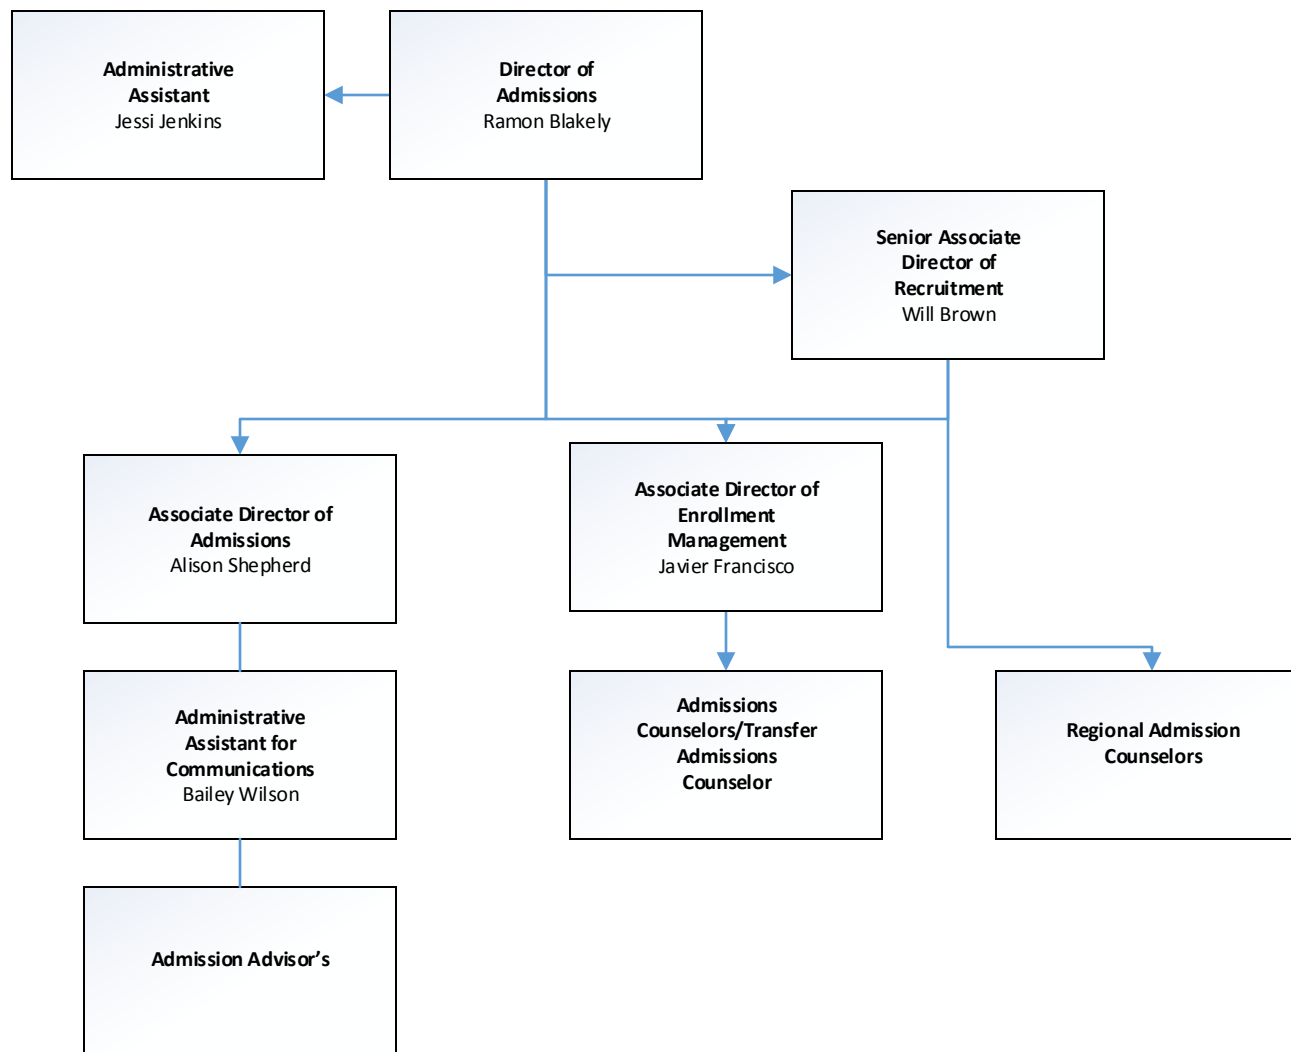 Administrative
Assistant
Jessi Jenkins
Director of
Admissions
Ramon Blakely
Senior Associate
Director of
Recruitment
Will Brown
Associate Director of
Admissions
Alison Shepherd
Associate Director of
Enrollment
Management
Javier Francisco
Administrative
Assistant for
Communications
Bailey Wilson
Admissions
Counselors/Transfer
Admissions
Counselor
Regional Admission
Counselors
Admission Advisor’s